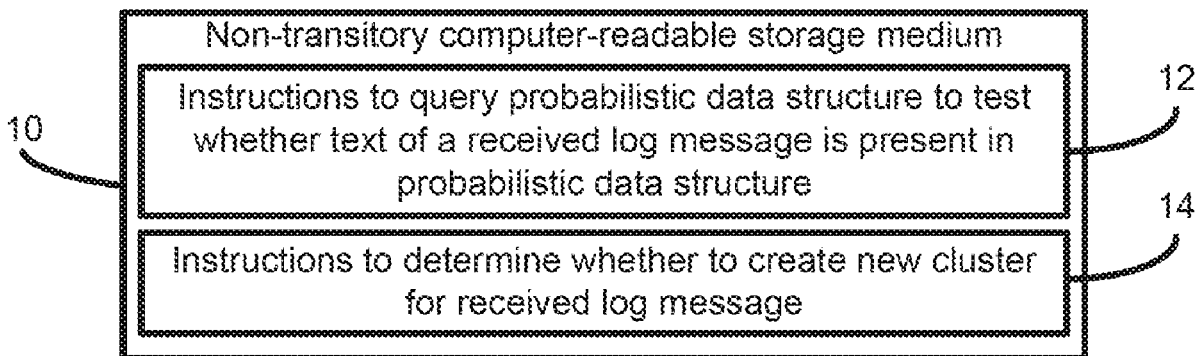 Non-transitory computer-readable storage medium
Instructions to query probabilistic data structure to test
whether text of a received log message is present in
probabilistic data structure
12
10
Instructions to determine whether to create new cluster
for received log message
14